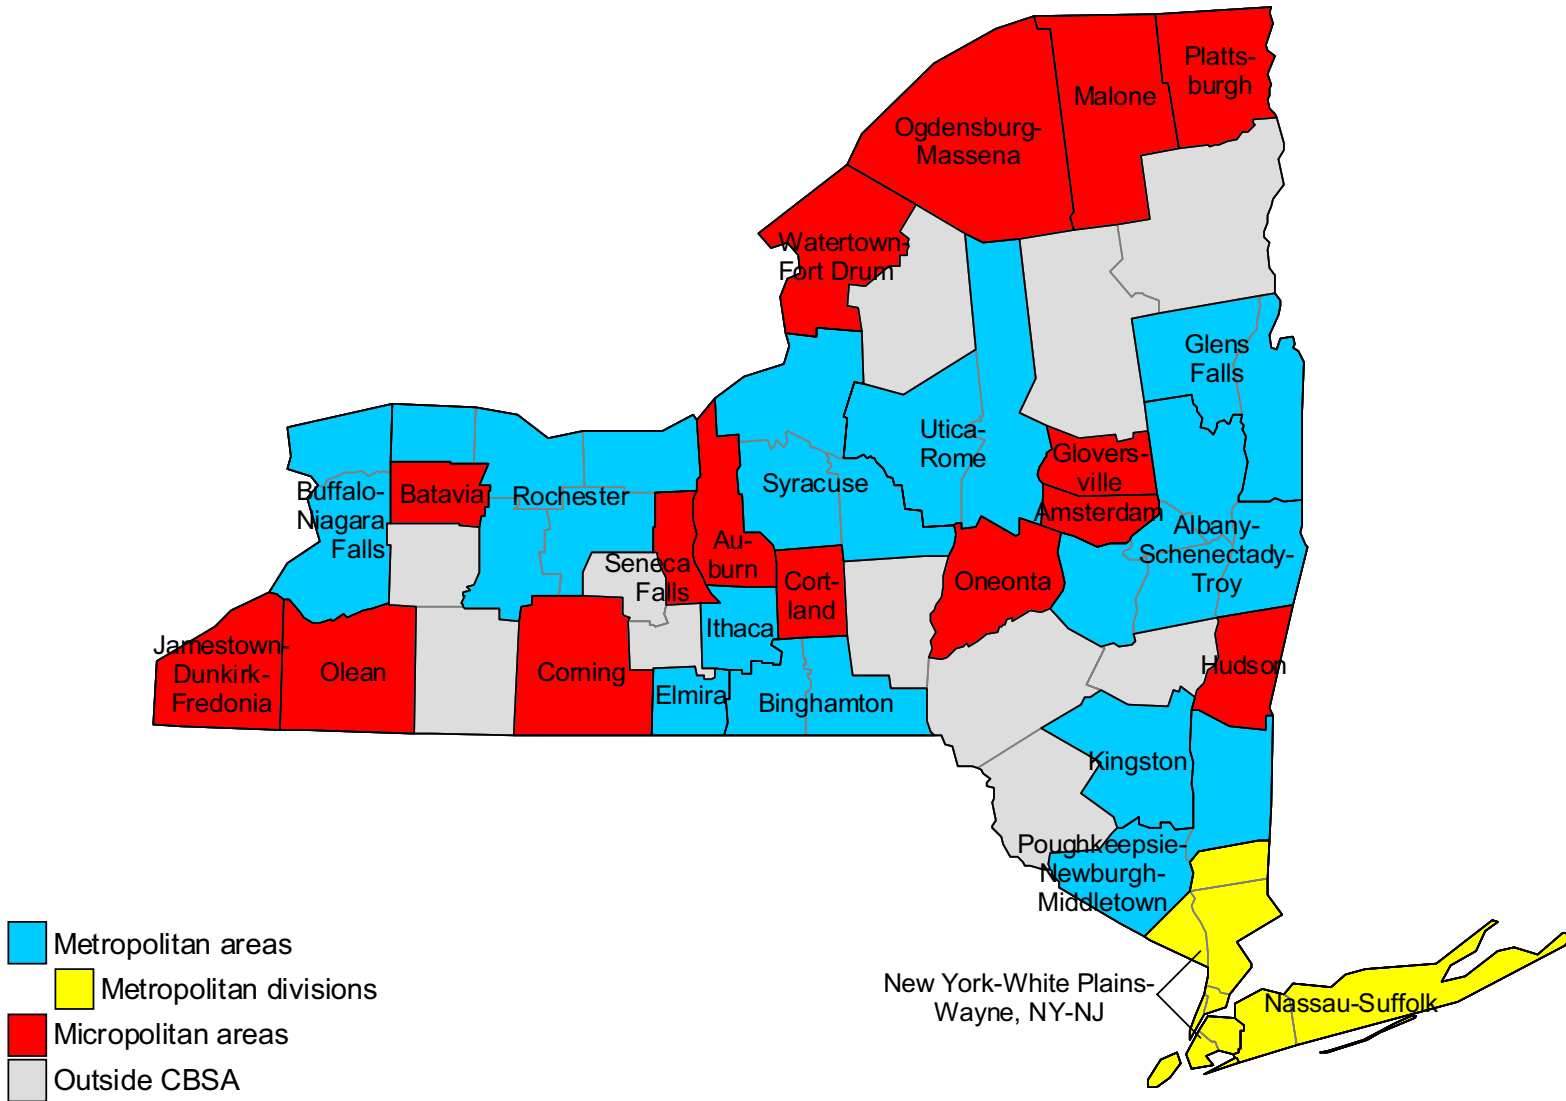 Platts-
burgh
Malone
Ogdensburg-
Massena
Watertown-
Fort Drum
Glens
Falls
Utica-
Rome
Glovers-
ville
Amsterdam
Syracuse
Buffalo-
Niagara
Falls
Batavia
Rochester
Albany-
Schenectady-
Troy
Au-
burn
Seneca
Falls
Cort-
land
Oneonta
Ithaca
Jamestown-
Dunkirk-
Fredonia
Olean
Corning
Elmira
Binghamton
Hudson
Kingston
Poughkeepsie-
Newburgh-
Middletown
New York-White Plains-
Wayne, NY-NJ
Nassau-Suffolk
Metropolitan areas
Metropolitan divisions
Micropolitan areas
Outside CBSA